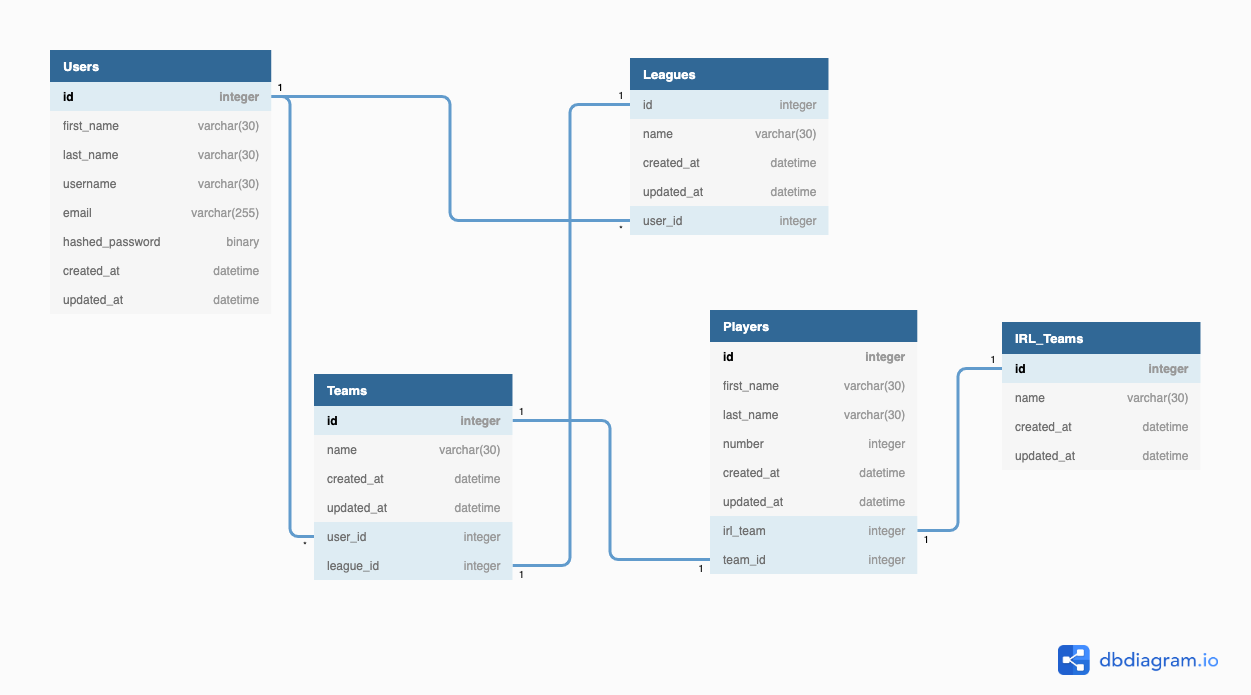 Users
id integer
first_name varchar(30)
last_name varchar(30)
username varchar(30)
email varchar(255)
hashed_password binary
created_at datetime
updated_at datetime
1
*
Leagues
id integer
name varchar(30)
created_at datetime
updated_at datetime
user_id integer
1
*
Teams
id integer
name varchar(30)
created_at datetime
updated_at datetime
user_id integer
league_id integer
1
1
Players
id integer
first_name varchar(30)
last_name varchar(30)
number integer
created_at datetime
updated_at datetime
irl_team integer
team_id integer
1
1
IRL_Teams
id integer
name varchar(30)
created_at datetime
updated_at datetime
1
dbdiagram.io